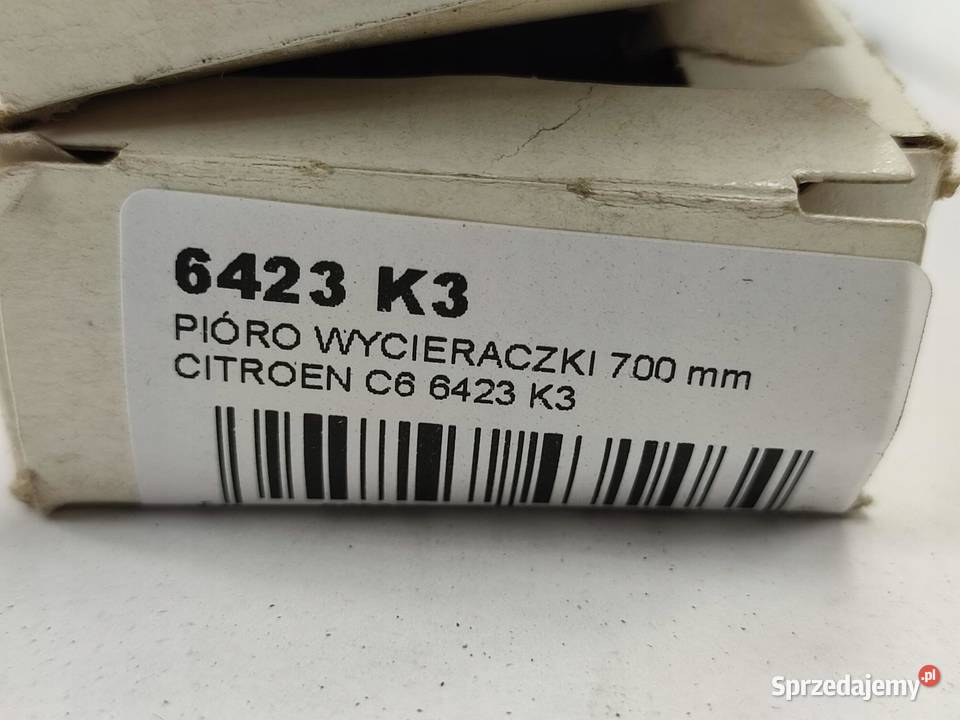 6423 K3
PIÓRO WYCIERACZKI 700 mm
CITROEN C6 6423 K3
Sprzedajemy.pl